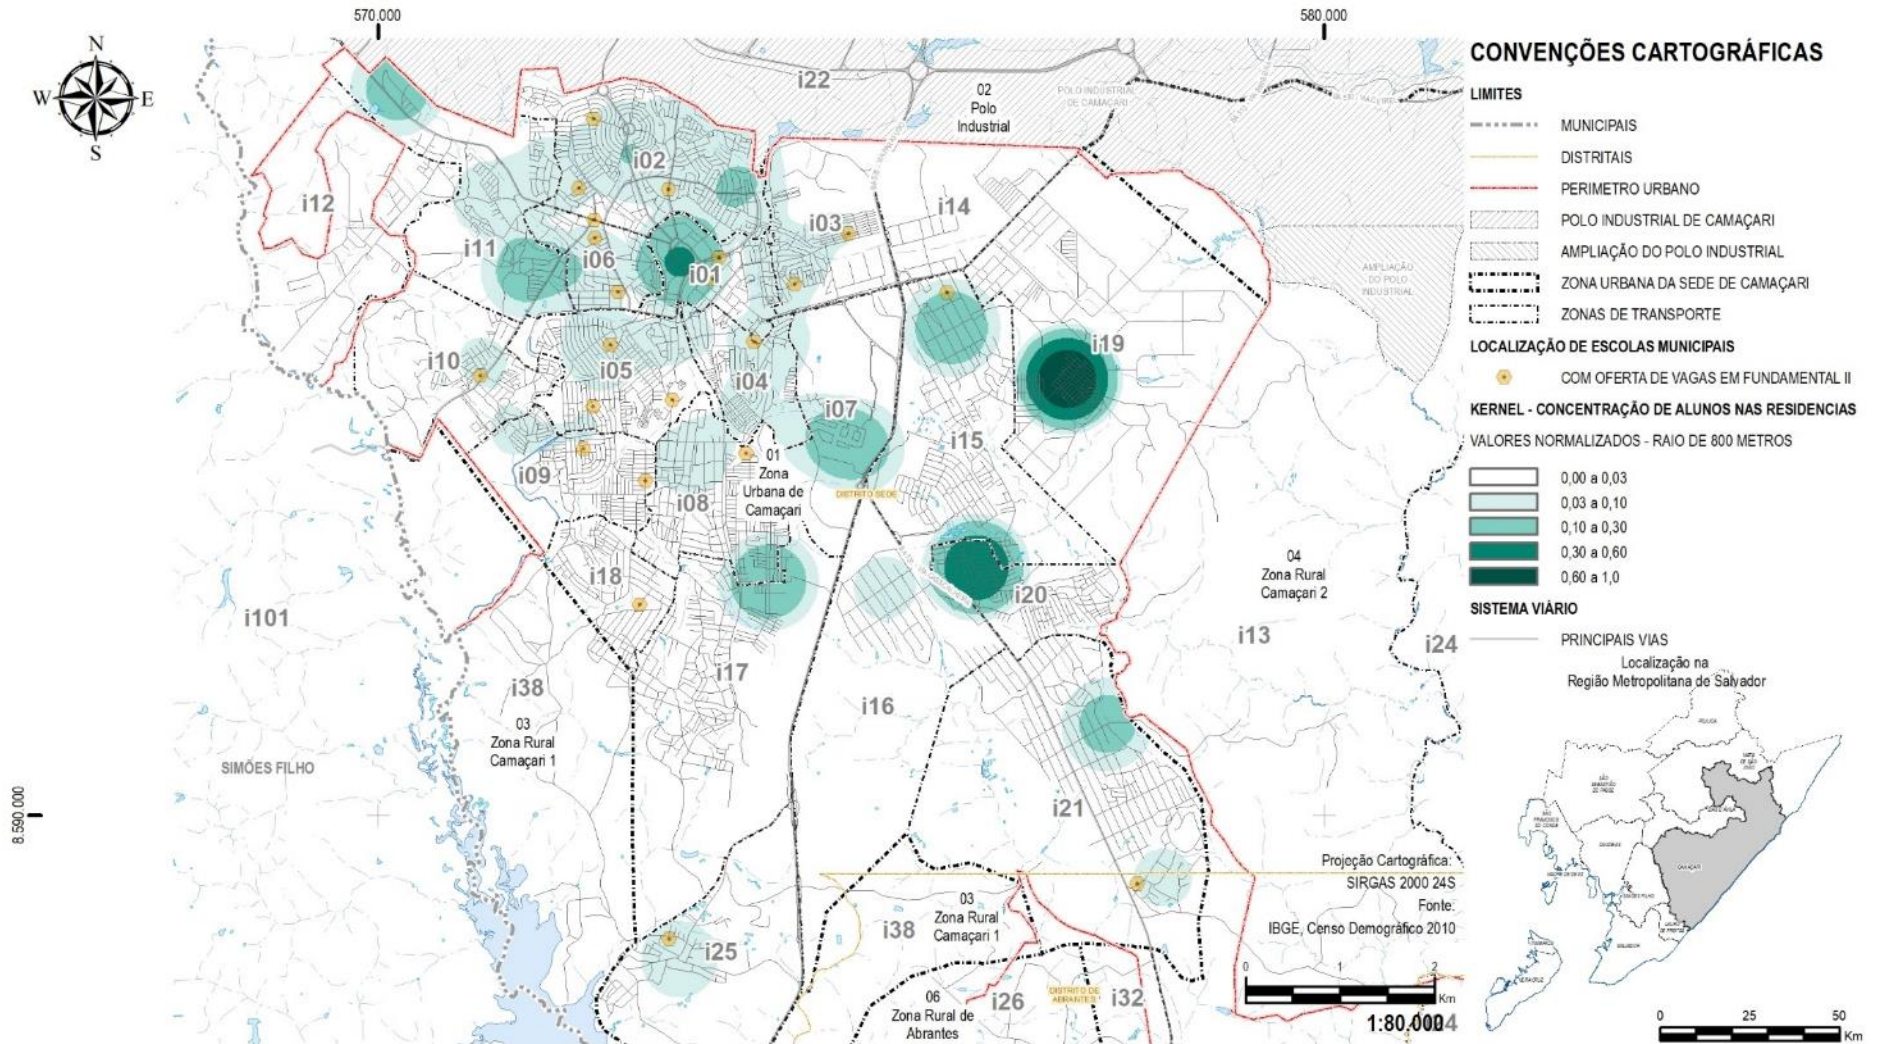 570.000
580.000
N
W E
S
8.590.000
i22
02
Polo
Industrial
POLO INDUSTRIAL
DE CAMAÇARI
i02
i12
i03
i14
i11
i06
i01
AMPLIAÇÃO
DO POLO
INDUSTRIAL
i10
i05
i04
i19
i07
i15
01
Zona
Urbana de
Camaçari
i09
i08
DISTRITO SEDE
i18
i20
04
Zona Rural
Camaçari 2
i101
i13
i24
i38
i17
i16
03
Zona Rural
Camaçari 1
SIMÕES FILHO
i21
i25
i38
03
Zona Rural
Camaçari 1
06
Zona Rural de
Abrantes
i26
DISTRITO DE
ABRANTES
i32
Projeção Cartográfica:
SIRGAS 2000 24S
Fonte:
IBGE, Censo Demográfico 2010
0 1 2
Km
1:80.000
CONVENÇÕES CARTOGRÁFICAS
LIMITES
MUNICIPAIS
DISTRITAIS
PERIMETRO URBANO
POLO INDUSTRIAL DE CAMAÇARI
AMPLIAÇÃO DO POLO INDUSTRIAL
ZONA URBANA DA SEDE DE CAMAÇARI
ZONAS DE TRANSPORTE
LOCALIZAÇÃO DE ESCOLAS MUNICIPAIS
COM OFERTA DE VAGAS EM FUNDAMENTAL II
KERNEL - CONCENTRAÇÃO DE ALUNOS NAS RESIDENCIAS
VALORES NORMALIZADOS - RAIO DE 800 METROS
0,00 a 0,03
0,03 a 0,10
0,10 a 0,30
0,30 a 0,60
0,60 a 1,0
SISTEMA VIÁRIO
PRINCIPAIS VIAS
Localização na
Região Metropolitana de Salvador
CAMAÇARI
SALVADOR
0 25 50
Km